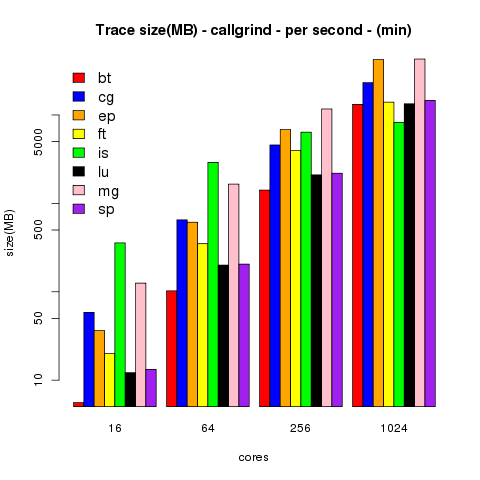 Trace size(MB) - callgrind - per second - (min)
bt
cg
ep
ft
is
lu
mg
sp
size(MB)
5000
500
50
10
16 64 256 1024
cores